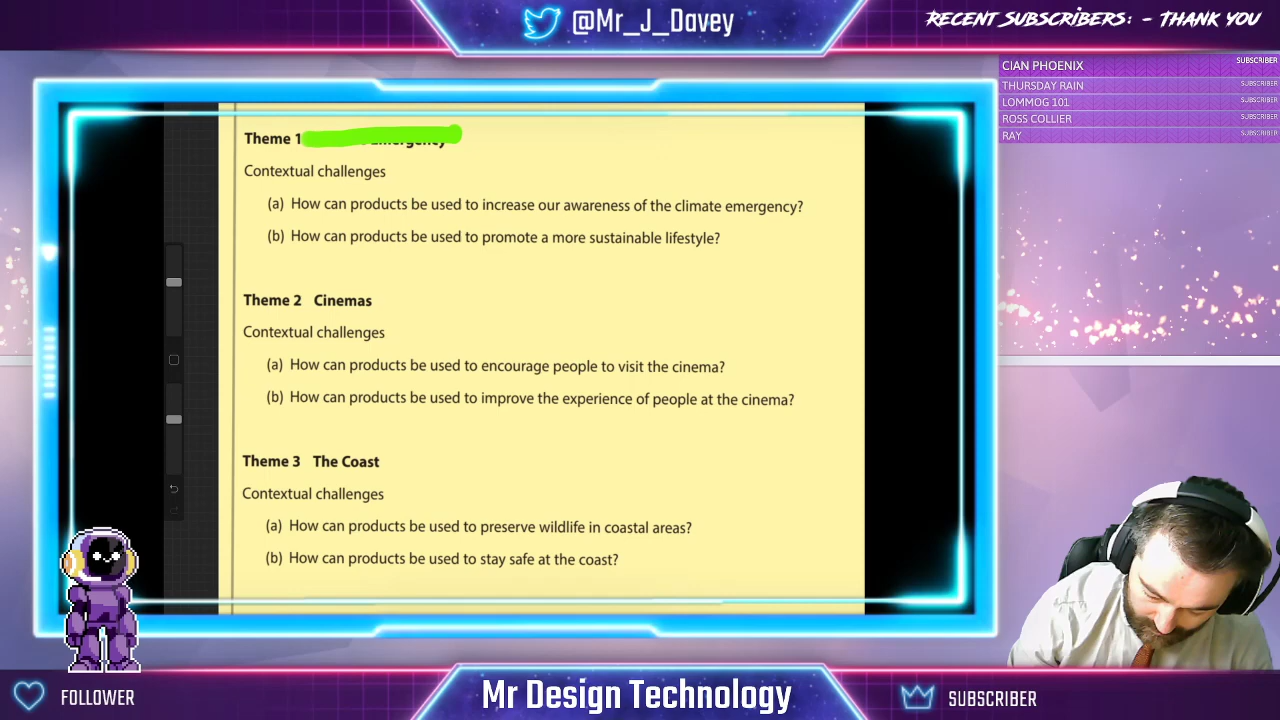 @Mr_J_Davey
RECENT SUBSCRIBERS: - THANK YOU
CIAN PHOENIX SUBSCRIBER
THURSDAY RAIN SUBSCRIBER
LOMMOG 101 SUBSCRIBER
ROSS COLLIER SUBSCRIBER
RAY SUBSCRIBER
Theme 1
Contextual challenges
(a) How can products be used to increase our awareness of the climate emergency?
(b) How can products be used to promote a more sustainable lifestyle?
Theme 2 Cinemas
Contextual challenges
(a) How can products be used to encourage people to visit the cinema?
(b) How can products be used to improve the experience of people at the cinema?
Theme 3 The Coast
Contextual challenges
(a) How can products be used to preserve wildlife in coastal areas?
(b) How can products be used to stay safe at the coast?
FOLLOWER
Mr Design Technology
SUBSCRIBER